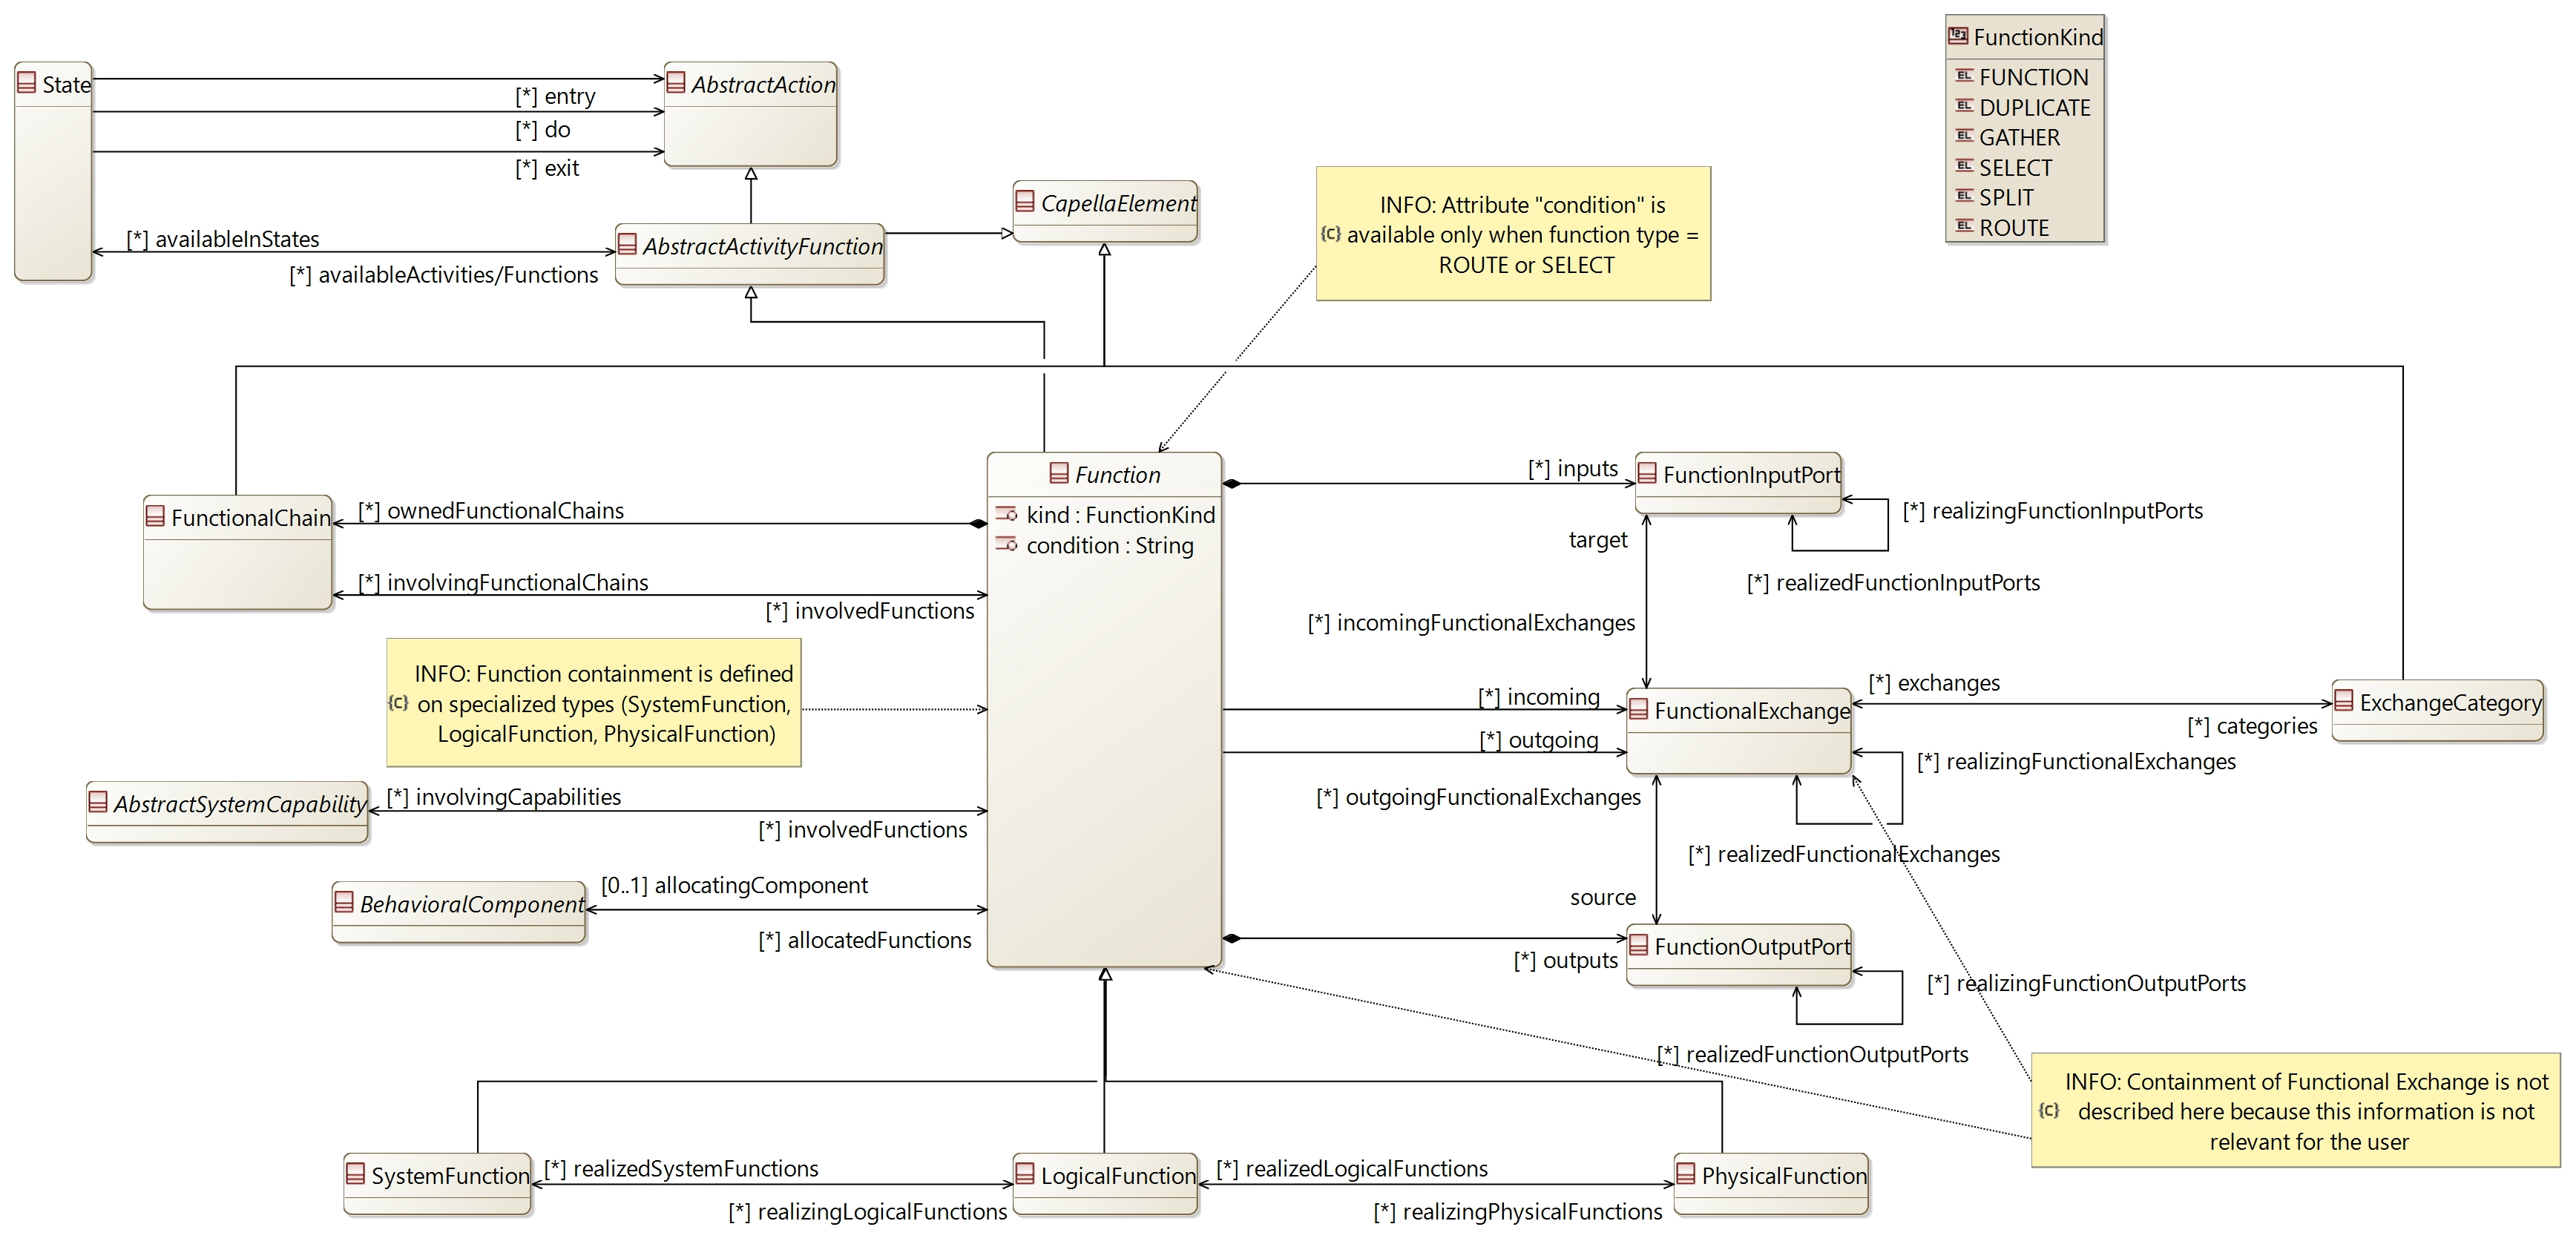 FunctionKind
FUNCTION
DUPLICATE
GATHER
SELECT
SPLIT
ROUTE
State
AbstractAction
[*] entry
[*] do
[*] exit
CapellaElement
INFO: Attribute "condition" is
available only when function type =
ROUTE or SELECT
[*] availableInStates
[*] availableActivities/Functions
AbstractActivityFunction
Function
kind : FunctionKind
condition : String
[*] inputs
FunctionInputPort
[*] realizingFunctionInputPorts
[*] realizedFunctionInputPorts
target
[*] incomingFunctionalExchanges
FunctionalChain
[*] ownedFunctionalChains
[*] involvingFunctionalChains
[*] involvedFunctions
INFO: Function containment is defined
on specialized types (SystemFunction,
LogicalFunction, PhysicalFunction)
[*] incoming
[*] outgoing
FunctionalExchange
[*] exchanges
[*] categories
ExchangeCategory
[*] realizingFunctionalExchanges
[*] realizedFunctionalExchanges
[*] outgoingFunctionalExchanges
source
AbstractSystemCapability
[*] involvingCapabilities
[*] involvedFunctions
BehavioralComponent
[0..1] allocatingComponent
[*] allocatedFunctions
[*] outputs
FunctionOutputPort
[*] realizingFunctionOutputPorts
[*] realizedFunctionOutputPorts
INFO: Containment of Functional Exchange is not
described here because this information is not
relevant for the user
SystemFunction
[*] realizedSystemFunctions
[*] realizingLogicalFunctions
LogicalFunction
[*] realizedLogicalFunctions
[*] realizingPhysicalFunctions
PhysicalFunction